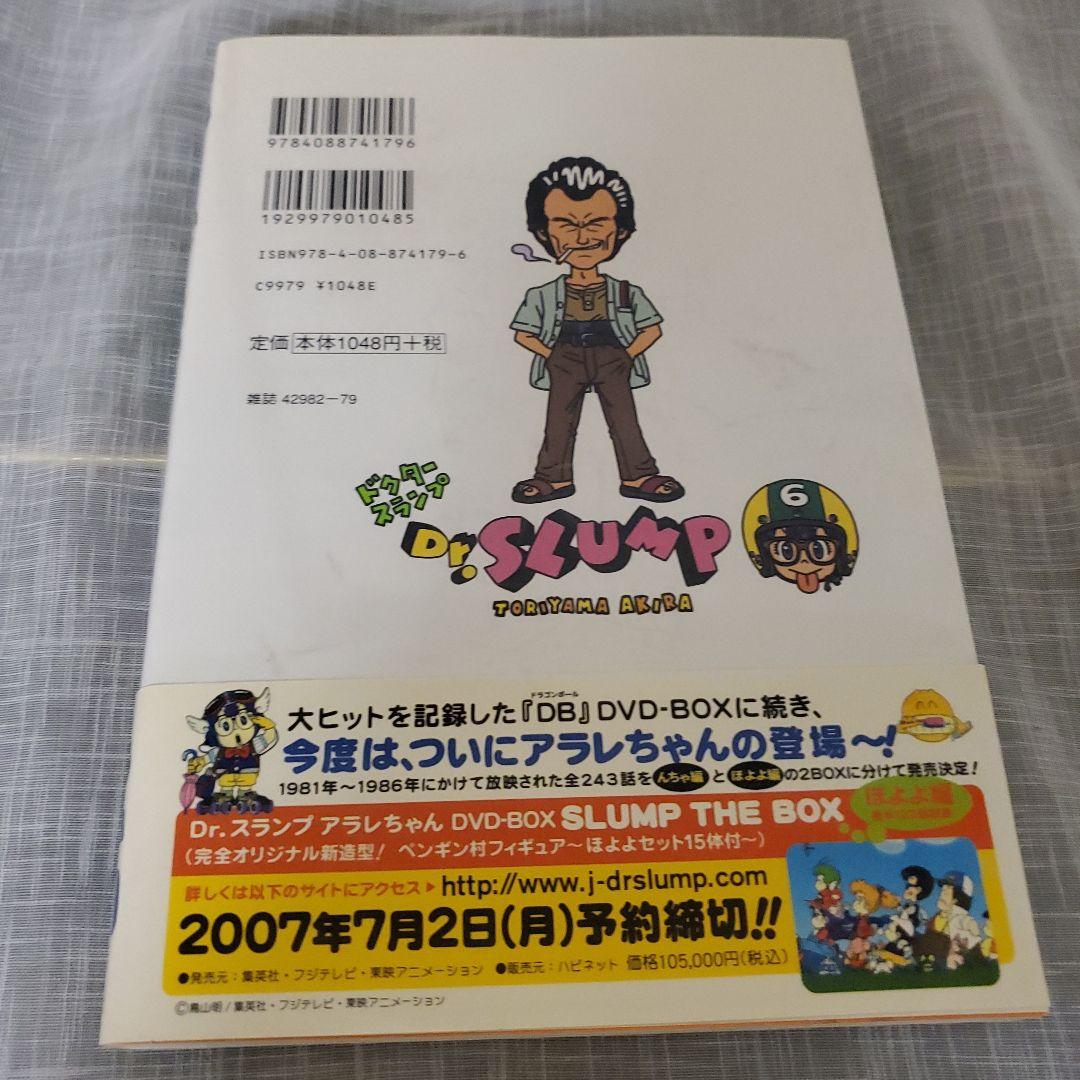 9784088741796
1929979010485
ISBN978-4-08-874179-6
C9979 ¥1048E
定価 本体1048円+税
雑誌 42982-79
ドクター
スランプ
Dr. SLUMP
TORIYAMA AKIRA
6
ドラゴンボール
大ヒットを記録した『DB』DVD-BOXに続き、
今度は、ついにアラレちゃんの登場〜!
1981年〜1986年にかけて放映された全243話を んちゃ編 と ほよよ編 の2BOXに分けて発売決定!
Dr.スランプ アラレちゃん DVD-BOX SLUMP THE BOX
ほよよ編
(完全オリジナル新造型! ペンギン村フィギュア〜ほよよセット15体付〜)
詳しくは以下のサイトにアクセス http://www.j-drslump.com
2007年7月2日(月)予約締切!!
●発売元:集英社・フジテレビ・東映アニメーション ●販売元:ハピネット 価格105,000円(税込)
©鳥山明/集英社・フジテレビ・東映アニメーション